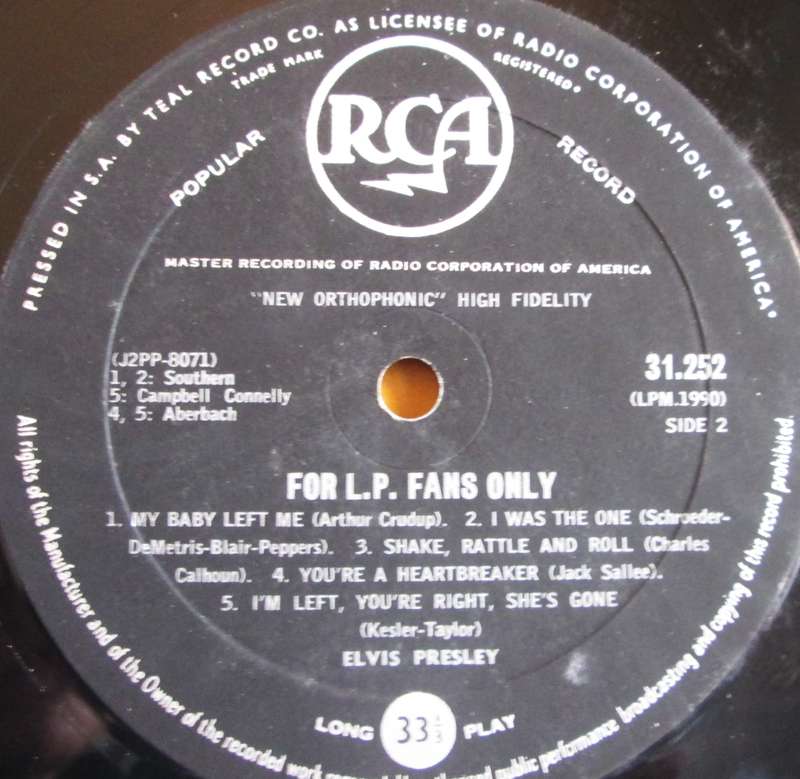 PRESSED IN S.A. BY TEAL RECORD CO. AS LICENSEE OF RADIO CORPORATION OF AMERICA.
TRADE MARK
REGISTERED.
RCA
POPULAR
RECORD
MASTER RECORDING OF RADIO CORPORATION OF AMERICA
"NEW ORTHOPHONIC" HIGH FIDELITY
(J2PP-8071)
1, 2: Southern
5: Campbell Connelly
4, 5: Aberbach
31.252
(LPM.1990)
SIDE 2
FOR L.P. FANS ONLY
1. MY BABY LEFT ME (Arthur Crudup). 2. I WAS THE ONE (Schroeder-
DeMetris-Blair-Peppers). 3. SHAKE, RATTLE AND ROLL (Charles
Calhoun). 4. YOU'RE A HEARTBREAKER (Jack Sallee).
5. I'M LEFT, YOU'RE RIGHT, SHE'S GONE
(Kesler-Taylor)
ELVIS PRESLEY
LONG 33 1/3 PLAY
All rights of the Manufacturer and of the Owner of the recorded work public performance broadcasting and copying of the record prohibited.